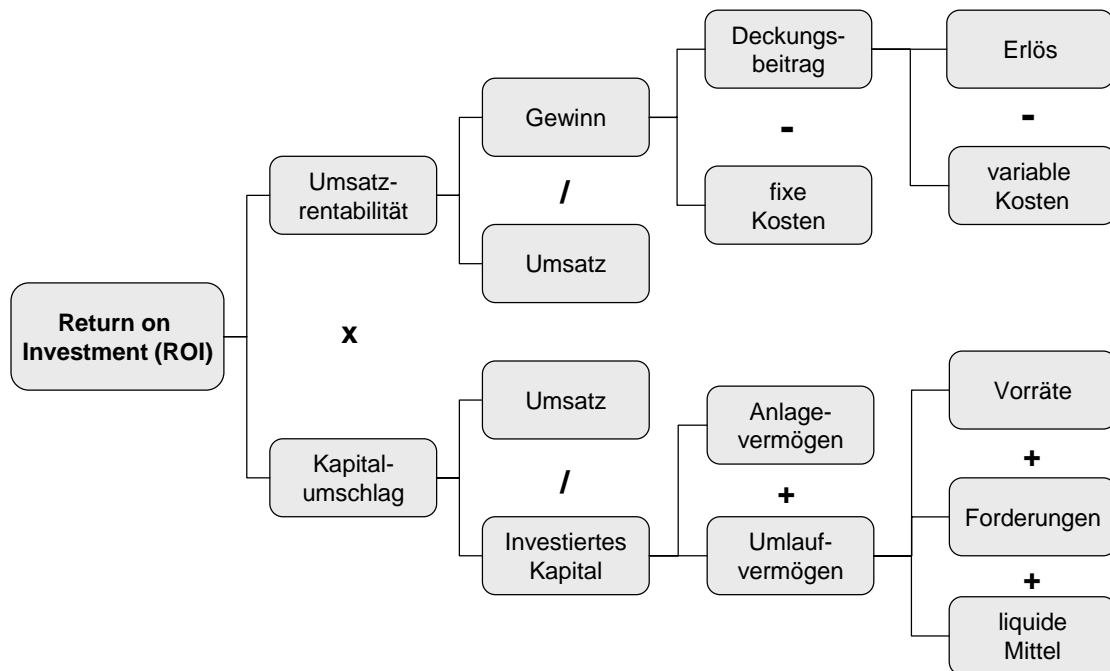 Deckungs-
beitrag
Erlös
-
-
Gewinn
fixe
Kosten
variable
Kosten
Umsatz-
rentabilität
/
Umsatz
Return on
Investment (ROI)
x
Umsatz
Anlage-
vermögen
Vorräte
+
Kapital-
umschlag
/
+
Investiertes
Kapital
Umlauf-
vermögen
Forderungen
+
liquide
Mittel